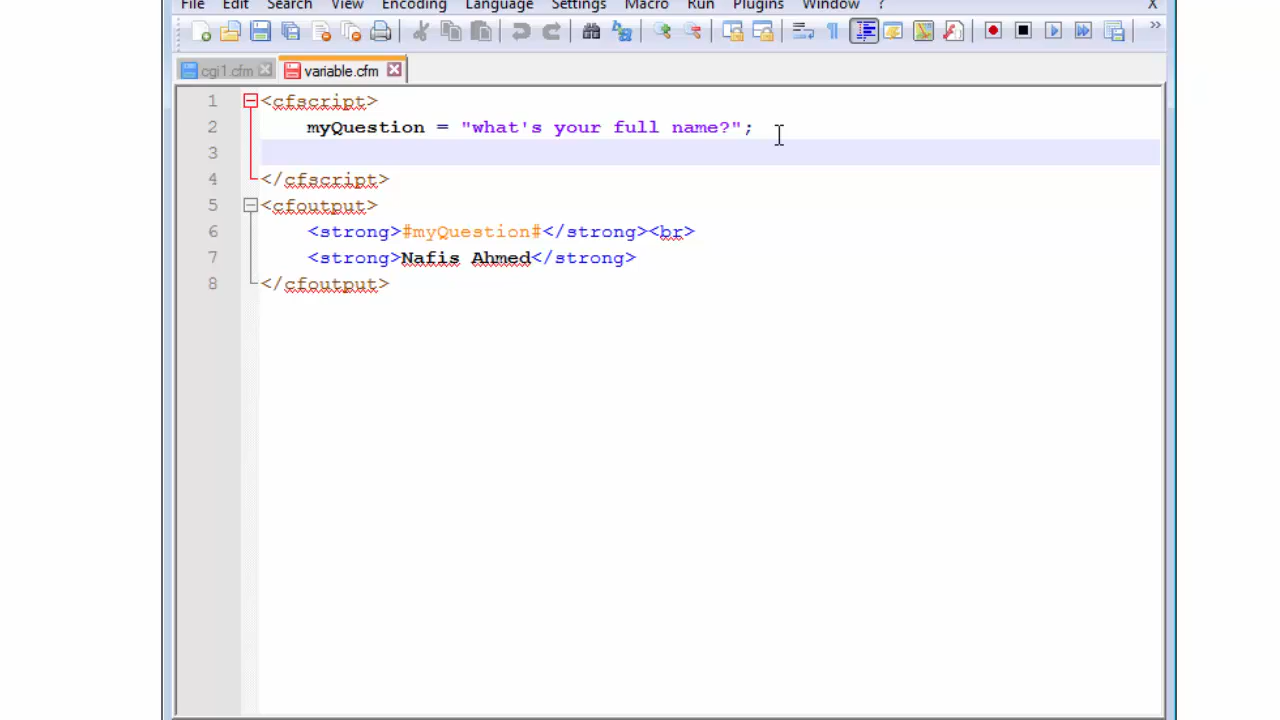 File Edit Search View Encoding Language Settings Macro Run Plugins Window ? X
cgi1.cfm variable.cfm
1 <cfscript>
2 myQuestion = "what's your full name?";
3
4 </cfscript>
5 <cfoutput>
6 <strong>#myQuestion#</strong><br>
7 <strong>Nafis Ahmed</strong>
8 </cfoutput>